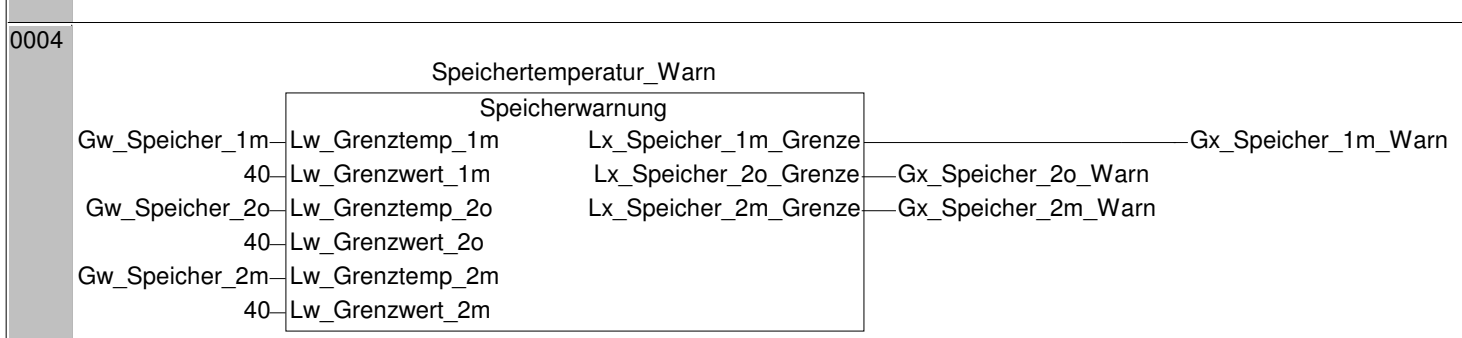 0004
Speichertemperatur_Warn
Speicherwarnung
Gw_Speicher_1m Lw_Grenztemp_1m Lx_Speicher_1m_Grenze Gx_Speicher_1m_Warn
40 Lw_Grenzwert_1m Lx_Speicher_2o_Grenze Gx_Speicher_2o_Warn
Gw_Speicher_2o Lw_Grenztemp_2o Lx_Speicher_2m_Grenze Gx_Speicher_2m_Warn
40 Lw_Grenzwert_2o
Gw_Speicher_2m Lw_Grenztemp_2m
40 Lw_Grenzwert_2m